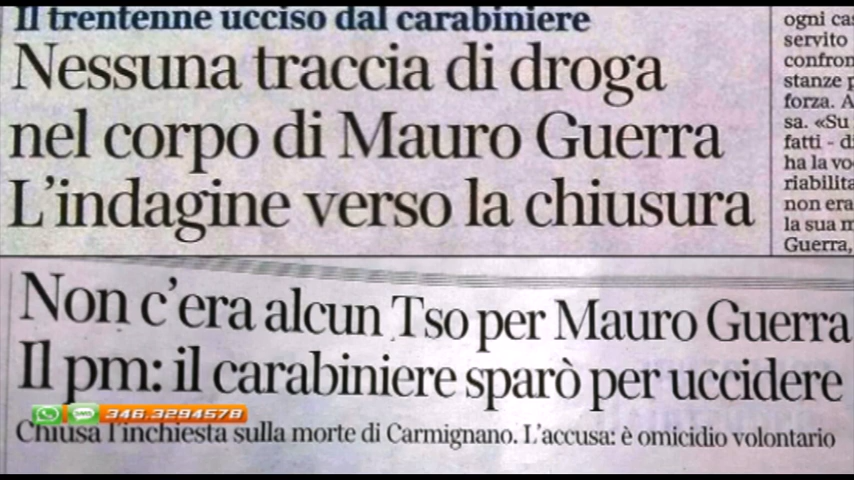 Il trentenne ucciso dal carabiniere
Nessuna traccia di droga
nel corpo di Mauro Guerra
L'indagine verso la chiusura
ogni cas
servito
confron
stanze p
forza. A
sa. «Su
fatti - di
ha la vo
riabilita
non era
la sua m
Guerra,
Non c'era alcun Tso per Mauro Guerra
Il pm: il carabiniere sparò per uccidere
SMS 346.3294578
Chiusa l'inchiesta sulla morte di Carmignano. L'accusa: è omicidio volontario